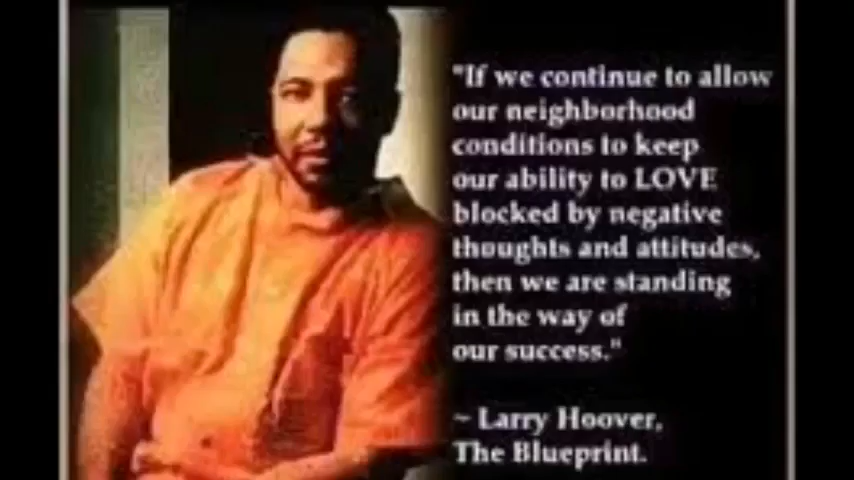 "If we continue to allow
our neighborhood
conditions to keep
our ability to LOVE
blocked by negative
thoughts and attitudes,
then we are standing
in the way of
our success."
~ Larry Hoover,
The Blueprint.